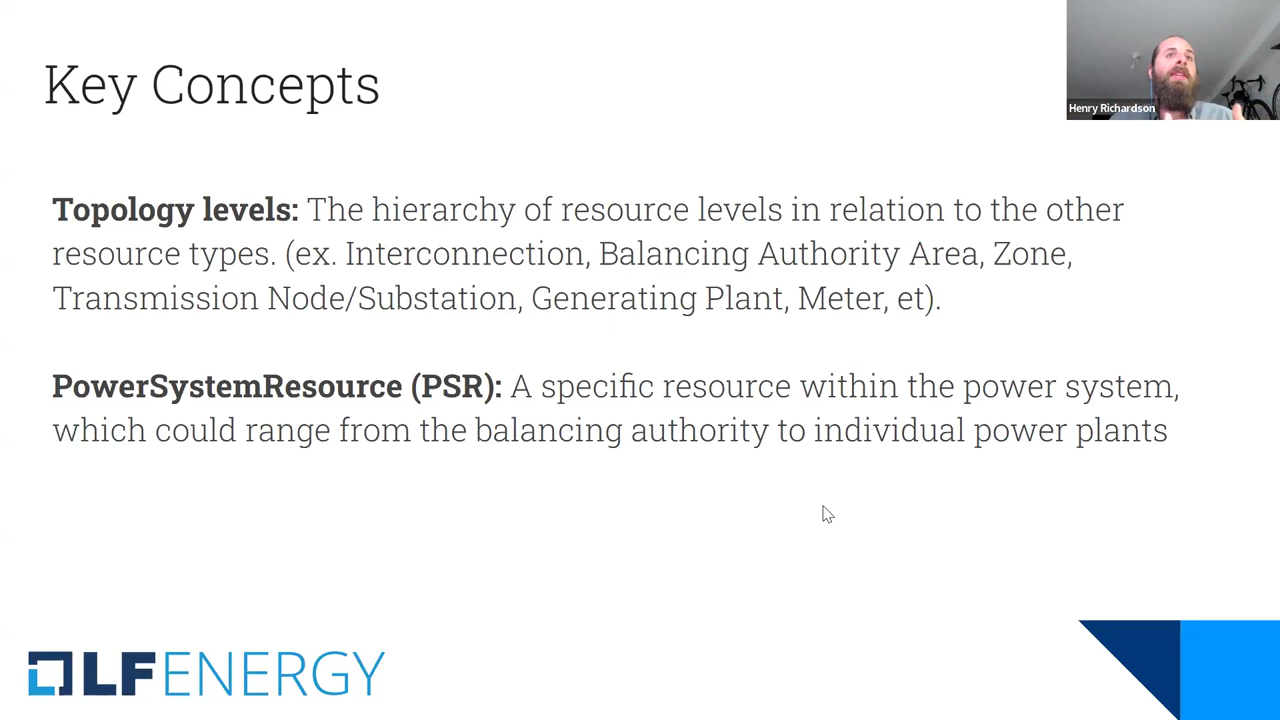 Key Concepts
Henry Richardson
Topology levels: The hierarchy of resource levels in relation to the other
resource types. (ex. Interconnection, Balancing Authority Area, Zone,
Transmission Node/Substation, Generating Plant, Meter, et).
PowerSystemResource (PSR): A specific resource within the power system,
which could range from the balancing authority to individual power plants
LFENERGY